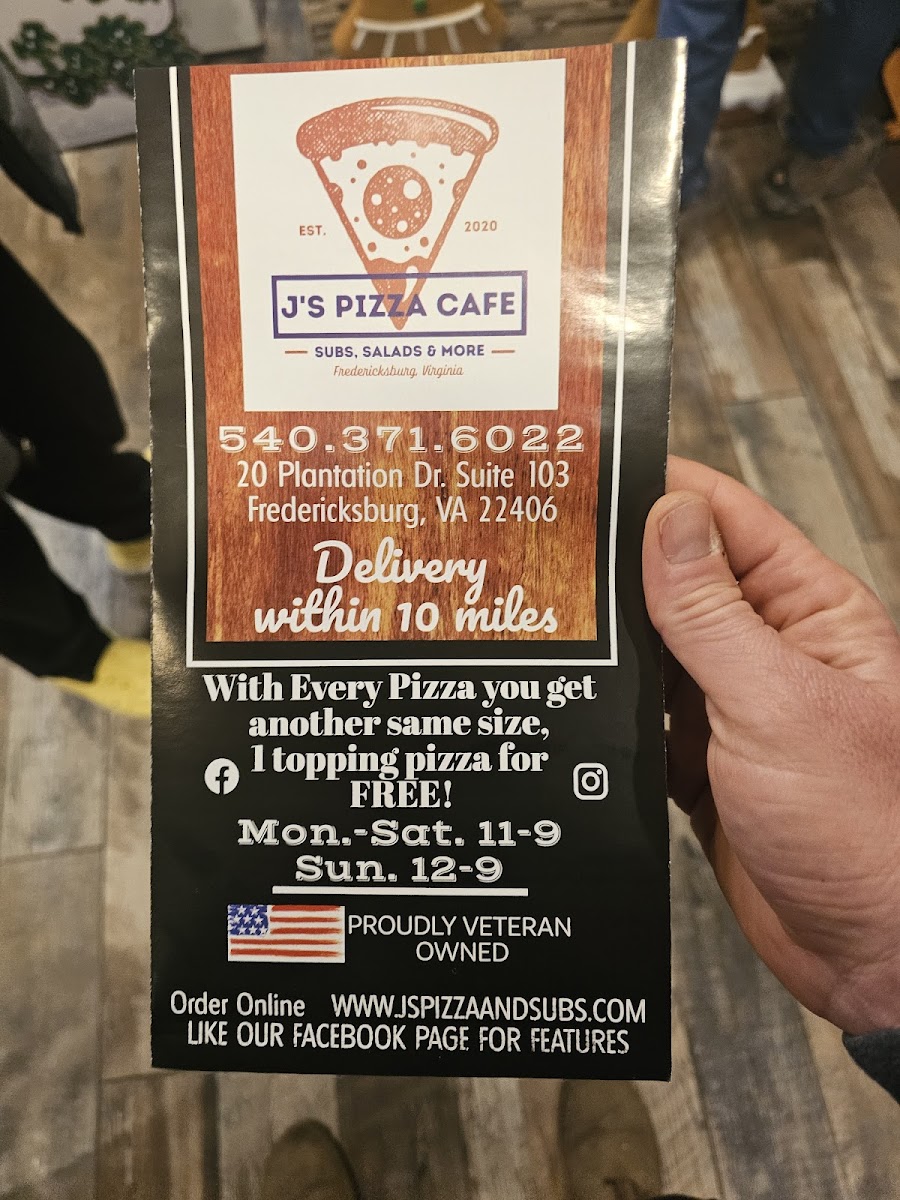 EST. 2020
J'S PIZZA CAFE
SUBS, SALADS & MORE
Fredericksburg, Virginia
540.371.6022
20 Plantation Dr. Suite 103
Fredericksburg, VA 22406
Delivery
within 10 miles
With Every Pizza you get
another same size,
1 topping pizza for
FREE!
Mon.-Sat. 11-9
Sun. 12-9
PROUDLY VETERAN
OWNED
Order Online WWW.JSPIZZAANDSUBS.COM
LIKE OUR FACEBOOK PAGE FOR FEATURES